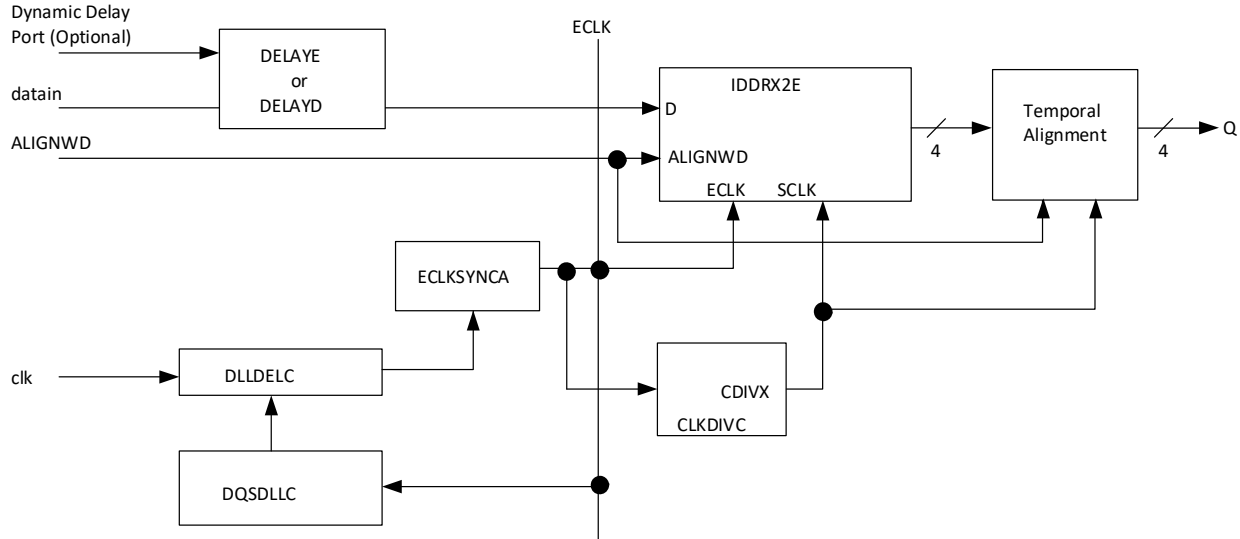 Dynamic Delay
Port (Optional)
ECLK
DELAYE
or
DELAYD
datain
ALIGNWD
IDDRX2E
D
ALIGNWD
ECLK SCLK
4
Temporal
Alignment
4
Q
ECLKSYNCA
clk
DLLDELC
CDIVX
CLKDIVC
DQSDLLC